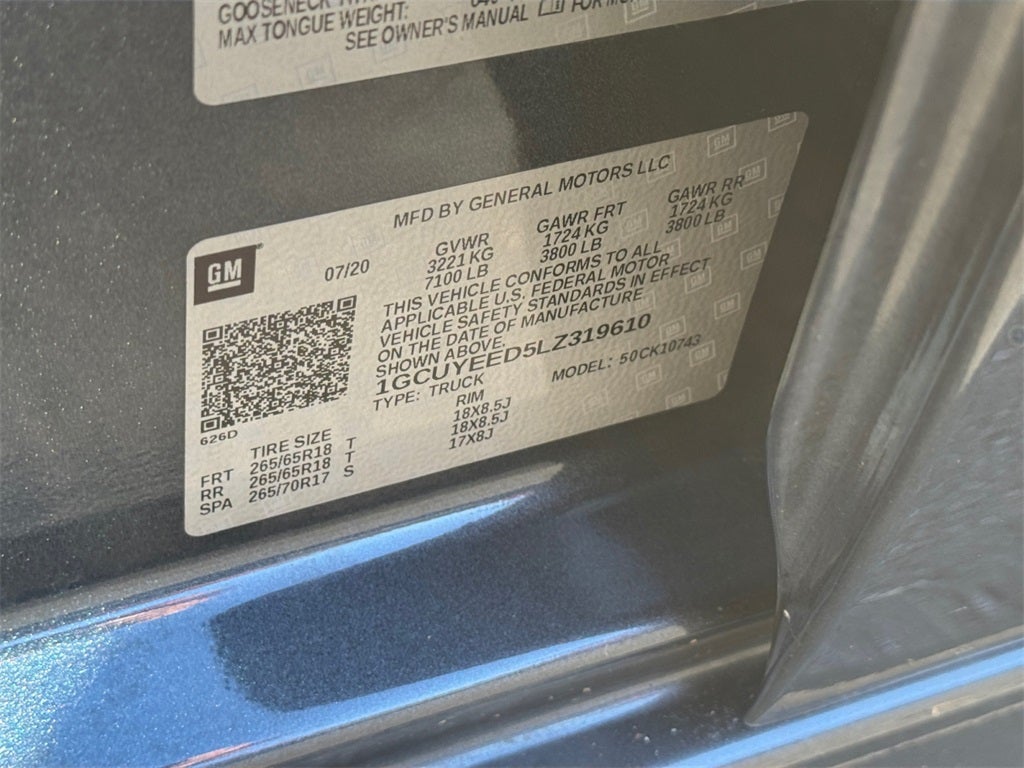 GOOSENECK
MAX TONGUE WEIGHT:
SEE OWNER'S MANUAL FOR
MFD BY GENERAL MOTORS LLC
GM
07/20
GVWR GAWR FRT GAWR RR
3221 KG 1724 KG 1724 KG
7100 LB 3800 LB 3800 LB
THIS VEHICLE CONFORMS TO ALL
APPLICABLE U.S. FEDERAL MOTOR
VEHICLE SAFETY STANDARDS IN EFFECT
ON THE DATE OF MANUFACTURE
SHOWN ABOVE.
1GCUYEED5LZ319610
TYPE: TRUCK MODEL: 50CK10743
626D
TIRE SIZE RIM
FRT 265/65R18 T 18X8.5J
RR 265/65R18 T 18X8.5J
SPA 265/70R17 S 17X8J